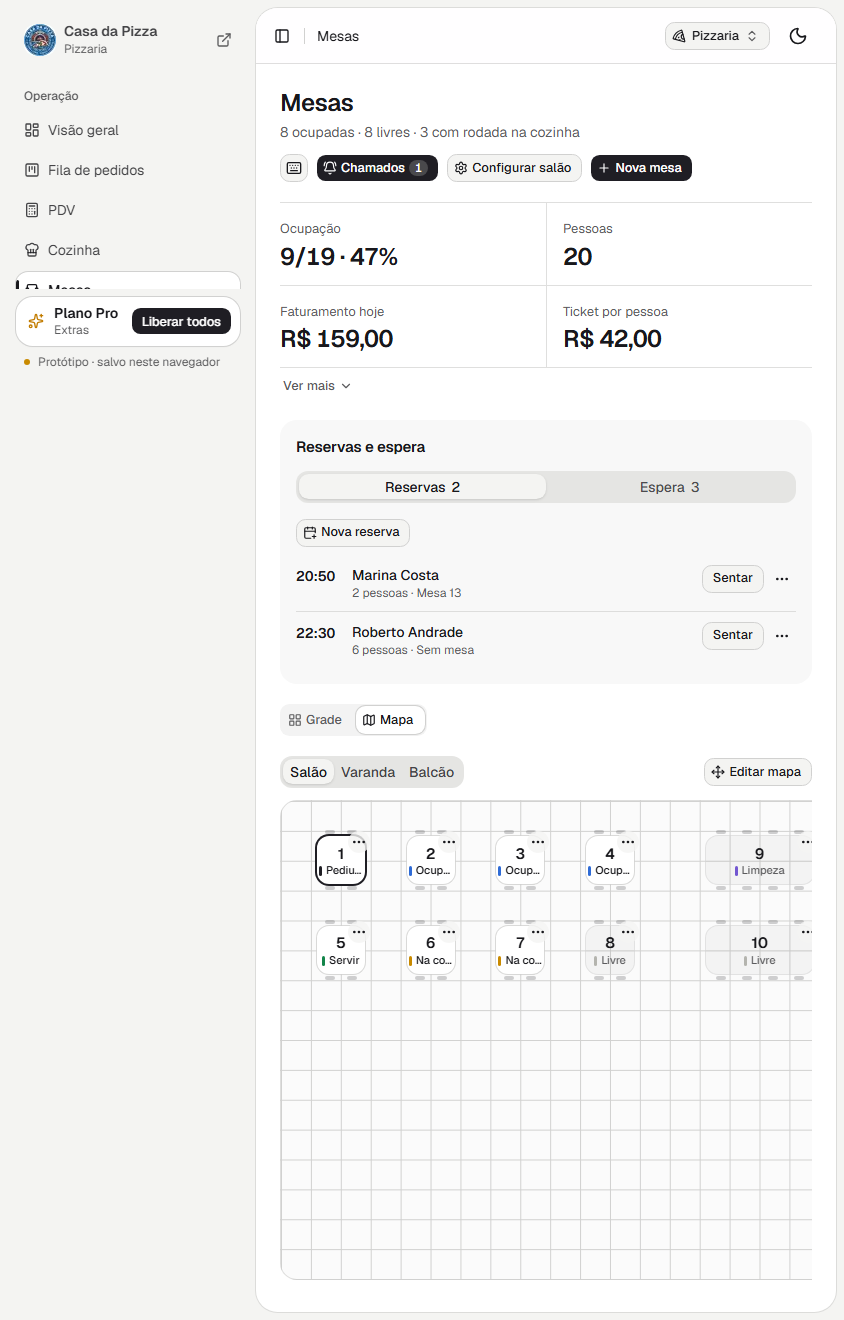 Casa da Pizza
Pizzaria
Operação
Visão geral
Fila de pedidos
PDV
Cozinha
Mesas
Plano Pro
Extras
Liberar todos
Protótipo · salvo neste navegador
Mesas
Pizzaria
Mesas
8 ocupadas · 8 livres · 3 com rodada na cozinha
Chamados 1
Configurar salão
Nova mesa
Ocupação
9/19 · 47%
Pessoas
20
Faturamento hoje
R$ 159,00
Ticket por pessoa
R$ 42,00
Ver mais
Reservas e espera
Reservas 2
Espera 3
Nova reserva
20:50
Marina Costa
2 pessoas · Mesa 13
Sentar
22:30
Roberto Andrade
6 pessoas · Sem mesa
Sentar
Grade
Mapa
Salão
Varanda
Balcão
Editar mapa
1
Pediu...
2
Ocup...
3
Ocup...
4
Ocup...
9
Limpeza
5
Servir
6
Na co...
7
Na co...
8
Livre
10
Livre